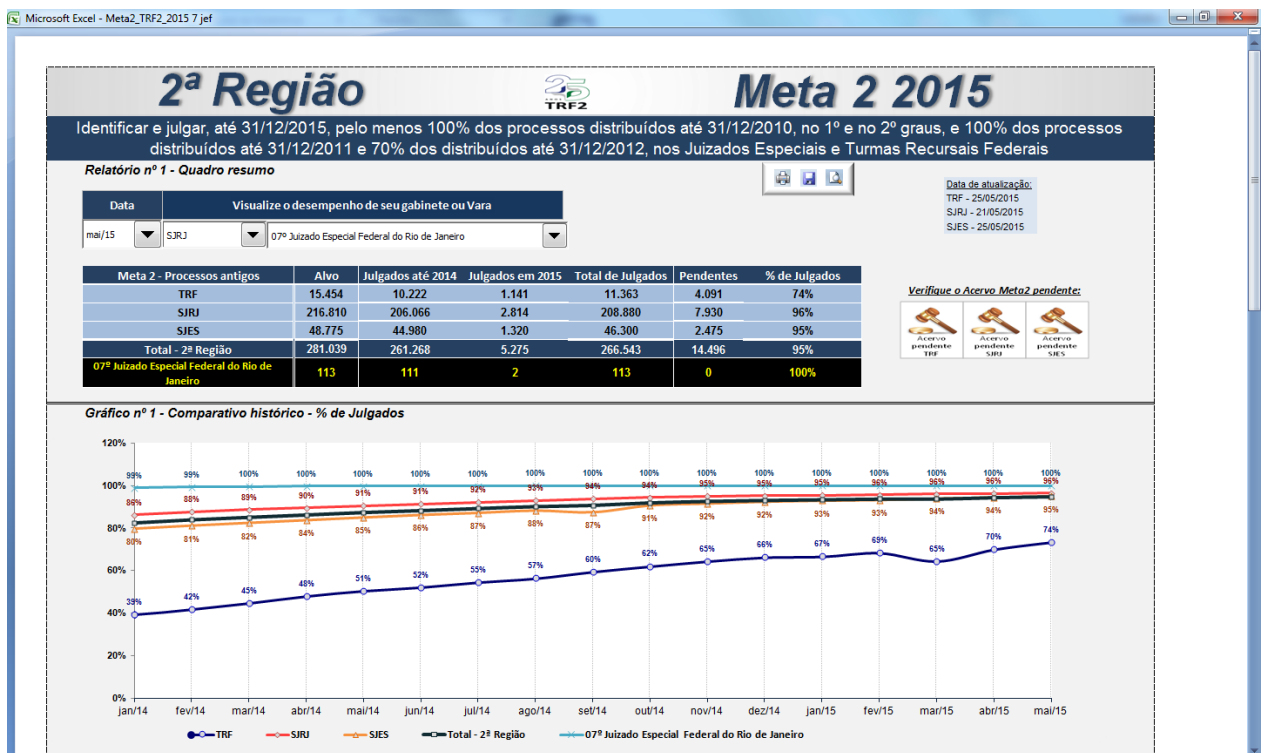 Microsoft Excel - Meta2_TRF2_2015 7 jef
2ª Região
25
TRF2
Meta 2 2015
Identificar e julgar, até 31/12/2015, pelo menos 100% dos processos distribuídos até 31/12/2010, no 1º e no 2º graus, e 100% dos processos
distribuídos até 31/12/2011 e 70% dos distribuídos até 31/12/2012, nos Juizados Especiais e Turmas Recursais Federais
Relatório nº 1 - Quadro resumo
Data de atualização:
TRF - 25/05/2015
SJRJ - 21/05/2015
SJES - 25/05/2015
Data Visualize o desempenho de seu gabinete ou Vara
mai/15 SJRJ 07º Juizado Especial Federal do Rio de Janeiro
Meta 2 - Processos antigos Alvo Julgados até 2014 Julgados em 2015 Total de Julgados Pendentes % de Julgados
TRF 15.454 10.222 1.141 11.363 4.091 74%
SJRJ 216.810 206.066 2.814 208.880 7.930 96%
SJES 48.775 44.980 1.320 46.300 2.475 95%
Total - 2ª Região 281.039 261.268 5.275 266.543 14.496 95%
07º Juizado Especial Federal do Rio de
Janeiro 113 111 2 113 0 100%
Verifique o Acervo Meta2 pendente:
Acervo pendente TRF
Acervo pendente SJRJ
Acervo pendente SJES
Gráfico nº 1 - Comparativo histórico - % de Julgados
120%
100%
80%
60%
40%
20%
0%
99% 99% 100% 100% 100% 100% 100% 100% 100% 100% 100% 100% 100% 100% 100% 100% 100%
86% 88% 89% 90% 91% 91% 92% 93% 94% 94% 95% 95% 95% 96% 96% 96% 96%
80% 81% 82% 84% 85% 86% 87% 88% 87% 91% 92% 92% 93% 93% 94% 94% 95%
39% 42% 45% 48% 51% 52% 55% 57% 60% 62% 65% 66% 67% 69% 65% 70% 74%
jan/14 fev/14 mar/14 abr/14 mai/14 jun/14 jul/14 ago/14 set/14 out/14 nov/14 dez/14 jan/15 fev/15 mar/15 abr/15 mai/15
TRF SJRJ SJES Total - 2ª Região 07º Juizado Especial Federal do Rio de Janeiro